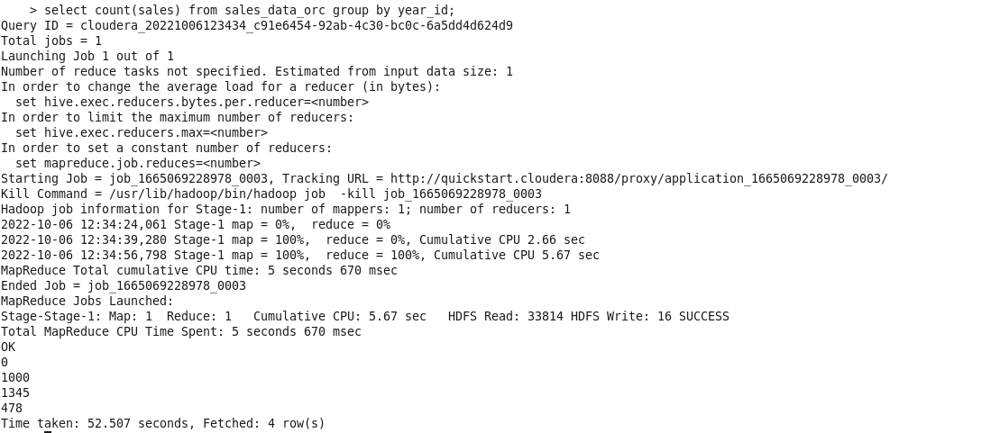 > select count(sales) from sales_data_orc group by year_id;
Query ID = cloudera_20221006123434_c91e6454-92ab-4c30-bc0c-6a5dd4d624d9
Total jobs = 1
Launching Job 1 out of 1
Number of reduce tasks not specified. Estimated from input data size: 1
In order to change the average load for a reducer (in bytes):
  set hive.exec.reducers.bytes.per.reducer=<number>
In order to limit the maximum number of reducers:
  set hive.exec.reducers.max=<number>
In order to set a constant number of reducers:
  set mapreduce.job.reduces=<number>
Starting Job = job_1665069228978_0003, Tracking URL = http://quickstart.cloudera:8088/proxy/application_1665069228978_0003/
Kill Command = /usr/lib/hadoop/bin/hadoop job  -kill job_1665069228978_0003
Hadoop job information for Stage-1: number of mappers: 1; number of reducers: 1
2022-10-06 12:34:24,061 Stage-1 map = 0%,  reduce = 0%
2022-10-06 12:34:39,280 Stage-1 map = 100%,  reduce = 0%, Cumulative CPU 2.66 sec
2022-10-06 12:34:56,798 Stage-1 map = 100%,  reduce = 100%, Cumulative CPU 5.67 sec
MapReduce Total cumulative CPU time: 5 seconds 670 msec
Ended Job = job_1665069228978_0003
MapReduce Jobs Launched:
Stage-Stage-1: Map: 1  Reduce: 1   Cumulative CPU: 5.67 sec   HDFS Read: 33814 HDFS Write: 16 SUCCESS
Total MapReduce CPU Time Spent: 5 seconds 670 msec
OK
0
1000
1345
478
Time taken: 52.507 seconds, Fetched: 4 row(s)